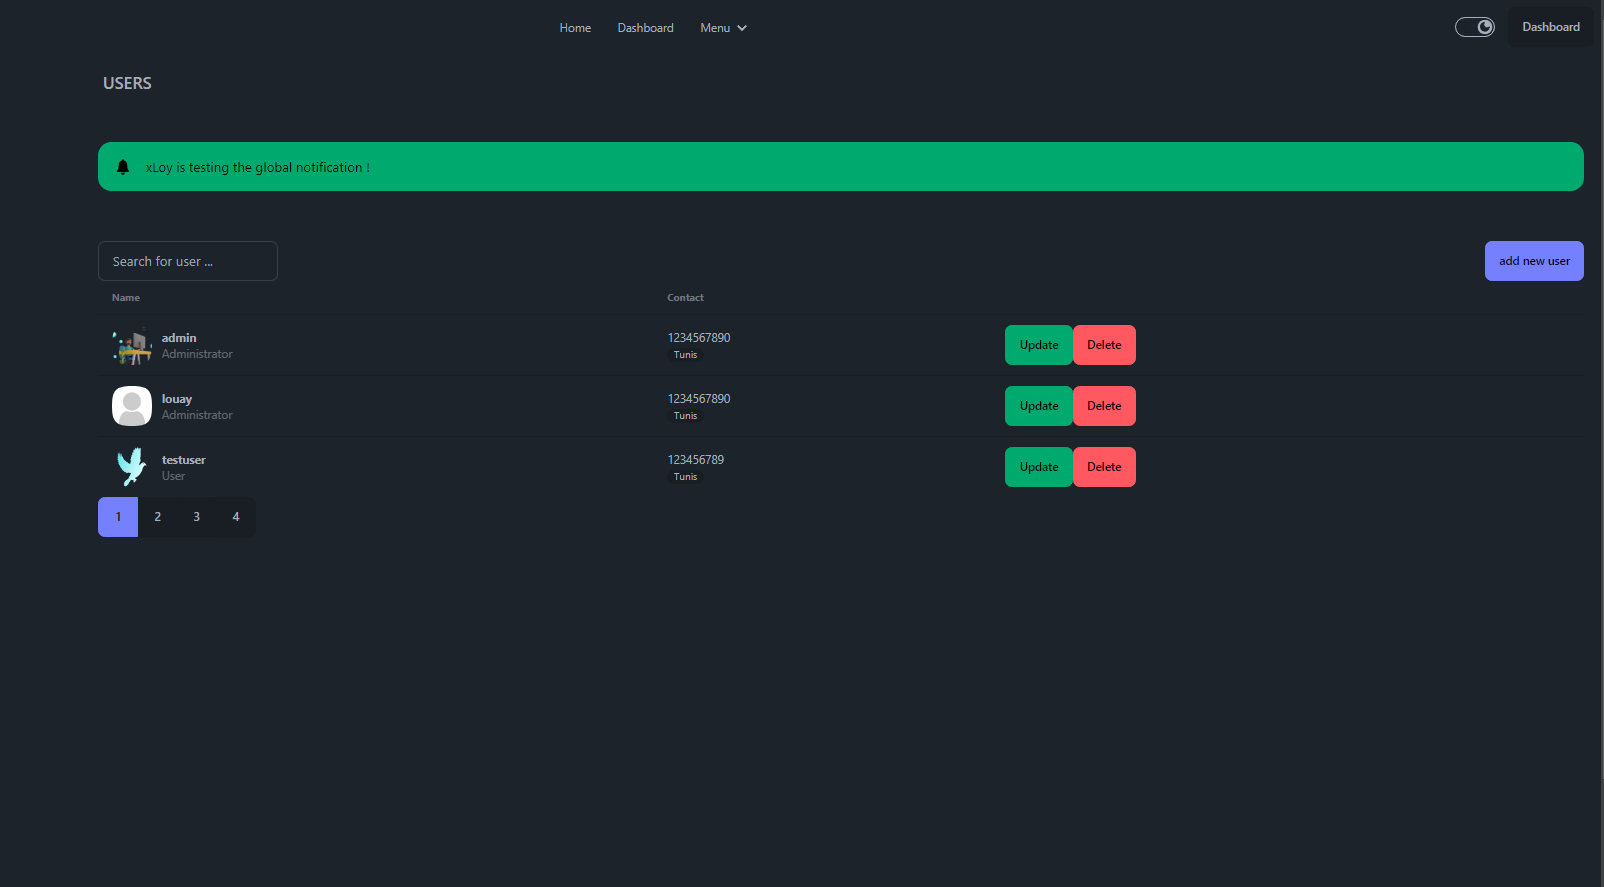 Home Dashboard Menu Dashboard
USERS
xLoy is testing the global notification !
Search for user ... add new user
Name Contact
admin 1234567890
Administrator Tunis Update Delete
louay 1234567890
Administrator Tunis Update Delete
testuser 123456789
User Tunis Update Delete
1 2 3 4